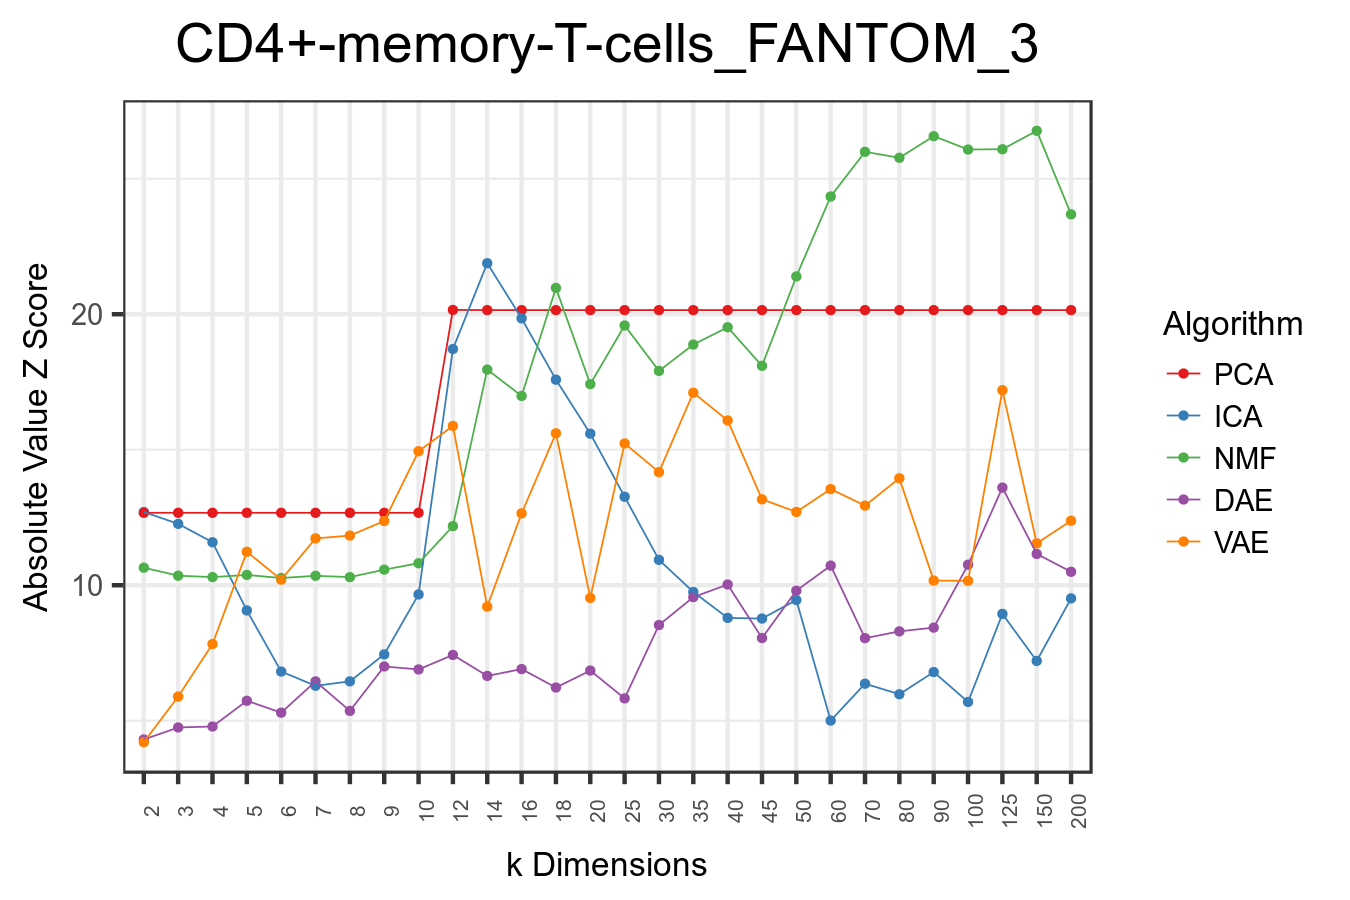 CD4+-memory-T-cells_FANTOM_3
Absolute Value Z Score
20
10
2 3 4 5 6 7 8 9 10 12 14 16 18 20 25 30 35 40 45 50 60 70 80 90 100 125 150 200
k Dimensions
Algorithm
PCA
ICA
NMF
DAE
VAE